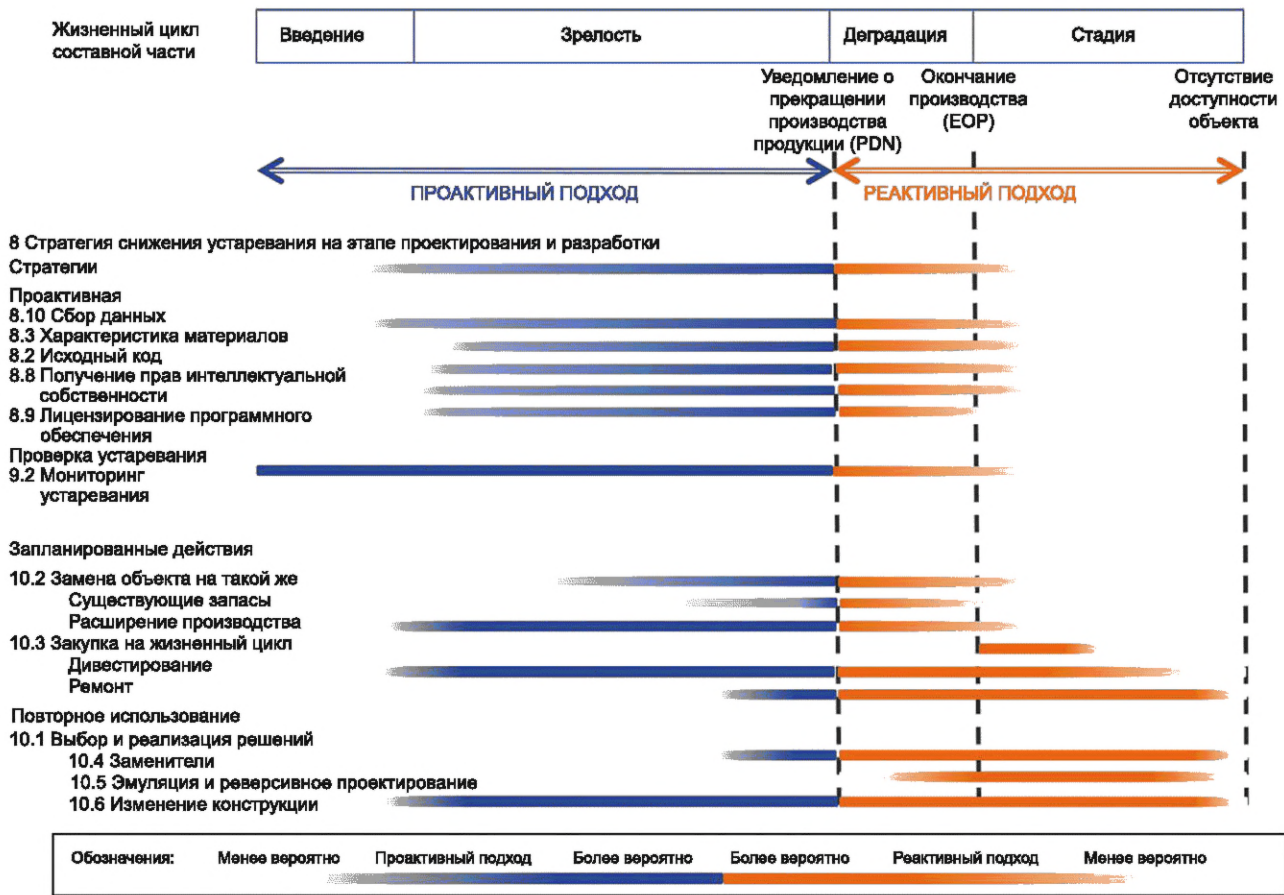 Жизненный цикл
составной части
Введение
Зрелость
Деградация
Стадия
Уведомление о
прекращении
производства
продукции (PDN)
Окончание
производства
(EOP)
Отсутствие
доступности
объекта
ПРОАКТИВНЫЙ ПОДХОД
РЕАКТИВНЫЙ ПОДХОД
8 Стратегия снижения устаревания на этапе проектирования и разработки
Стратегии
Проактивная
8.10 Сбор данных
8.3 Характеристика материалов
8.2 Исходный код
8.8 Получение прав интеллектуальной
собственности
8.9 Лицензирование программного
обеспечения
Проверка устаревания
9.2 Мониторинг
устаревания
Запланированные действия
10.2 Замена объекта на такой же
Существующие запасы
Расширение производства
10.3 Закупка на жизненный цикл
Дивестирование
Ремонт
Повторное использование
10.1 Выбор и реализация решений
10.4 Заменители
10.5 Эмуляция и реверсивное проектирование
10.6 Изменение конструкции
Обозначения: Менее вероятно Проактивный подход Более вероятно Более вероятно Реактивный подход Менее вероятно